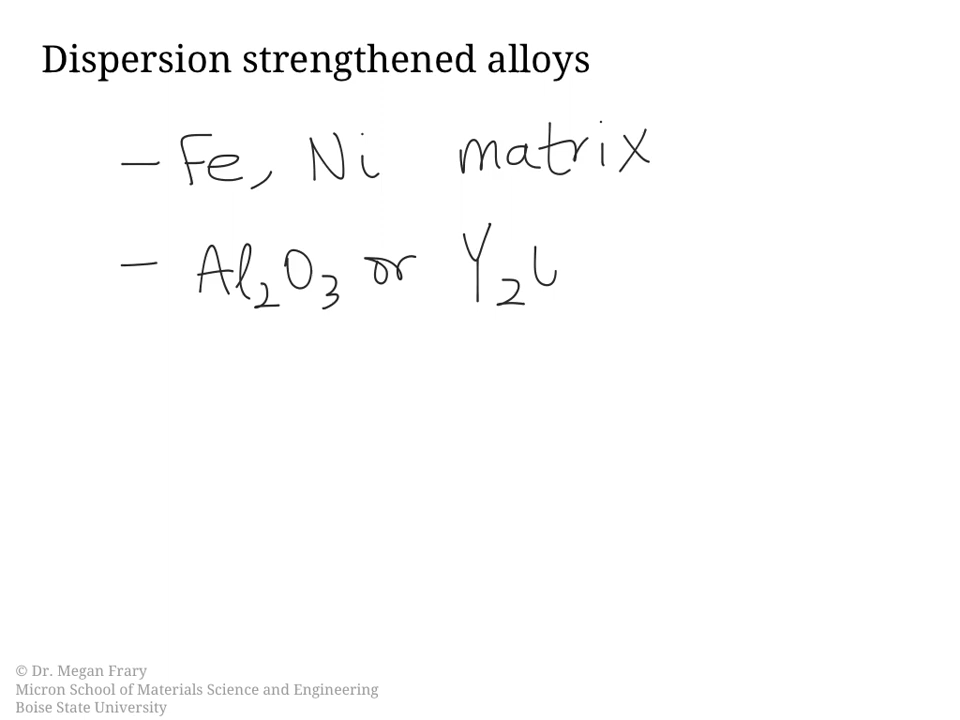 Dispersion strengthened alloys
– Fe, Ni matrix
– Al₂O₃ or Y₂
© Dr. Megan Frary
Micron School of Materials Science and Engineering
Boise State University